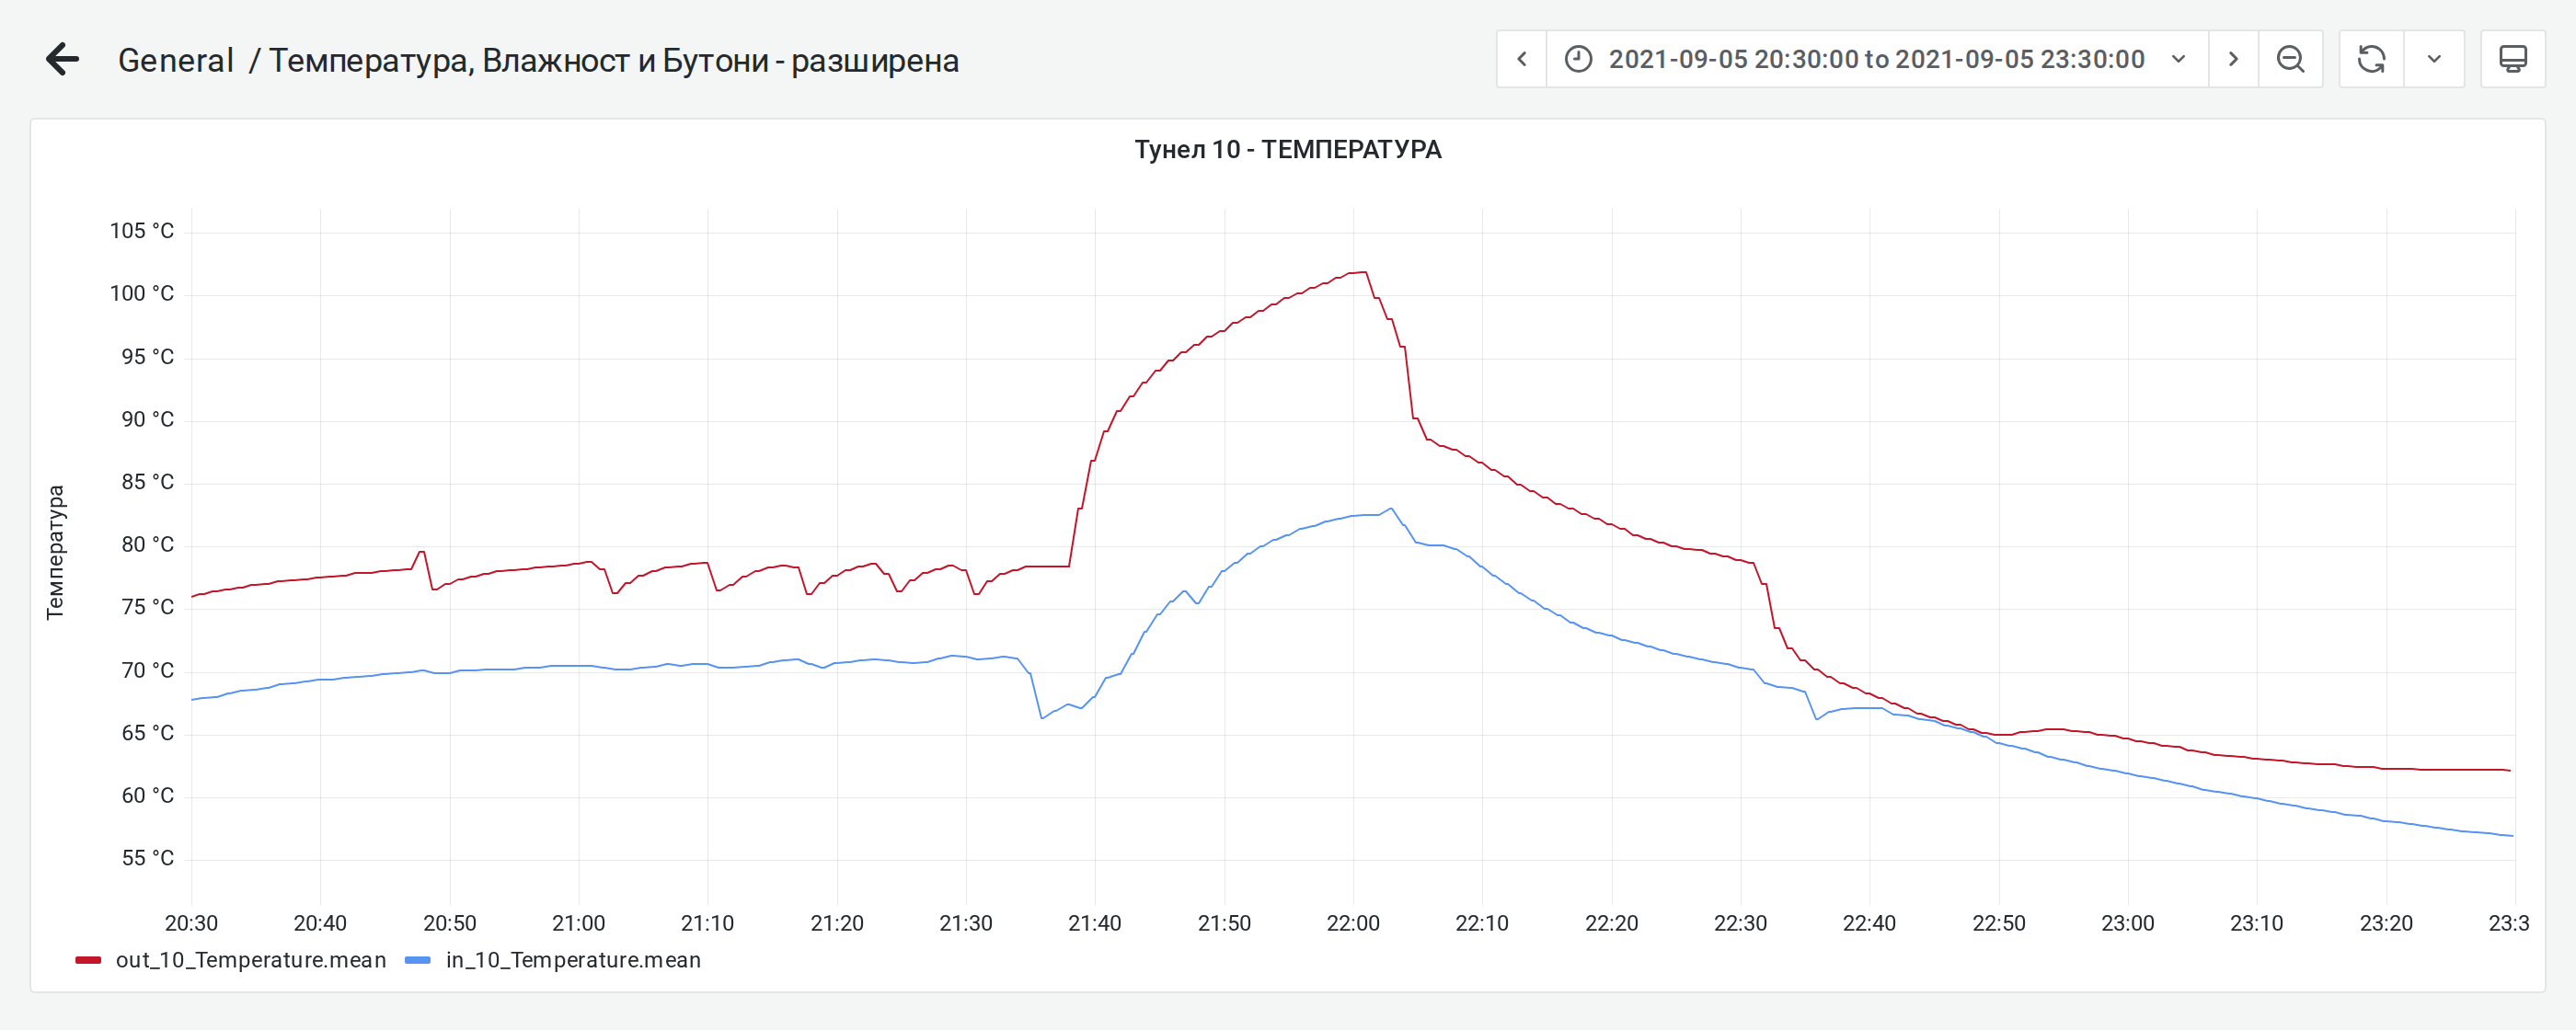 General / Температура, Влажност и Бутони - разширена
2021-09-05 20:30:00 to 2021-09-05 23:30:00
Тунел 10 - ТЕМПЕРАТУРА
Температура
105 °C
100 °C
95 °C
90 °C
85 °C
80 °C
75 °C
70 °C
65 °C
60 °C
55 °C
20:30 20:40 20:50 21:00 21:10 21:20 21:30 21:40 21:50 22:00 22:10 22:20 22:30 22:40 22:50 23:00 23:10 23:20 23:3
out_10_Temperature.mean in_10_Temperature.mean